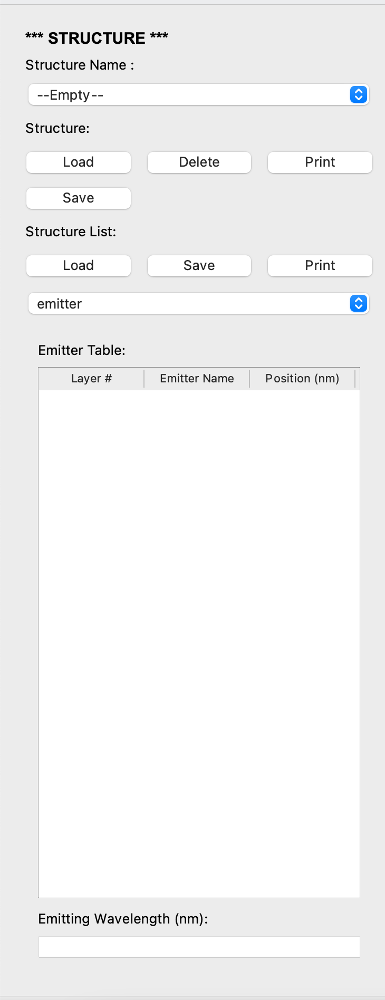 *** STRUCTURE ***
Structure Name :
--Empty--
Structure:
Load Delete Print
Save
Structure List:
Load Save Print
emitter
Emitter Table:
Layer # Emitter Name Position (nm)
Emitting Wavelength (nm):